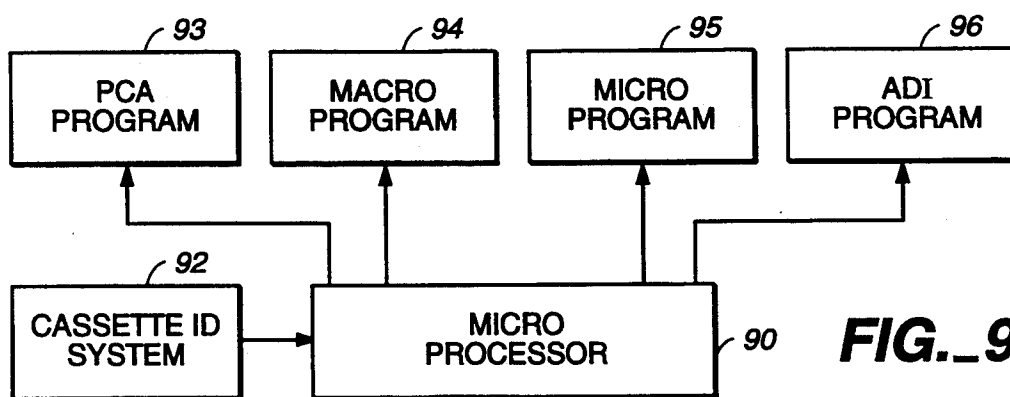 93
94
95
96
PCA
PROGRAM
MACRO
PROGRAM
MICRO
PROGRAM
ADI
PROGRAM
92
CASSETTE ID
SYSTEM
MICRO
PROCESSOR
90
FIG._9